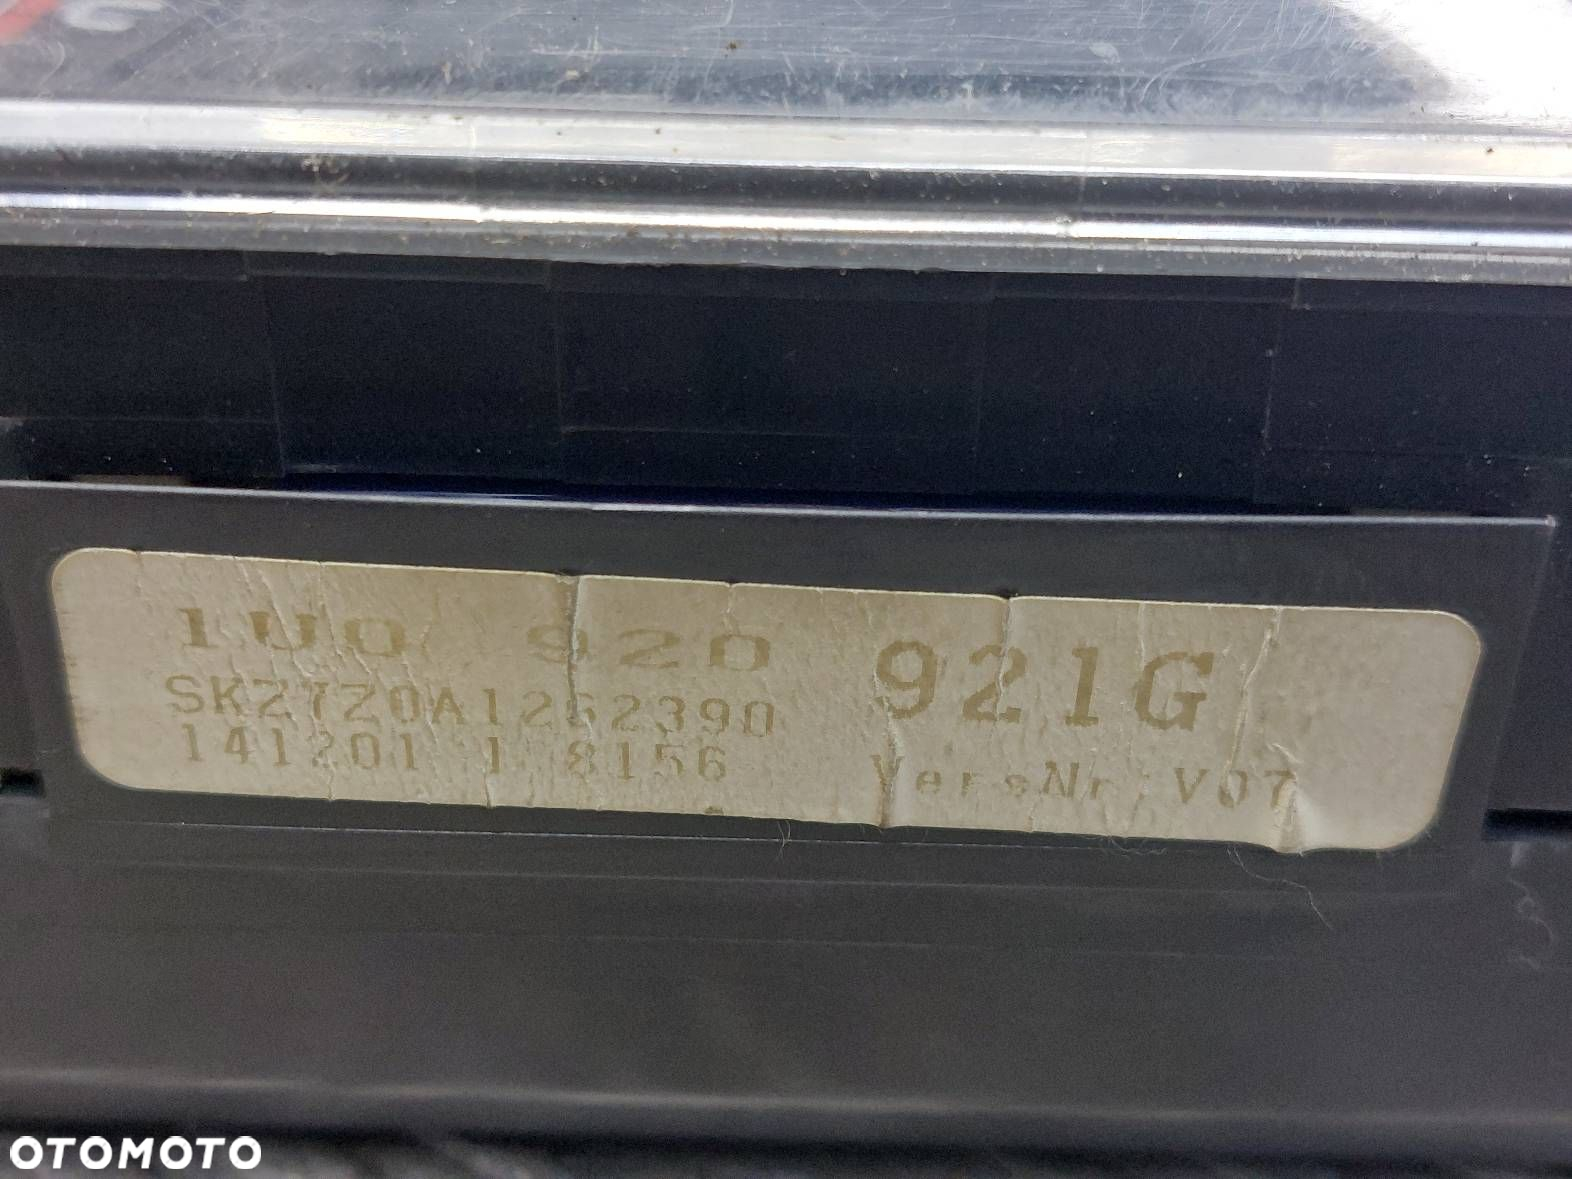 1U0 920 921G
SKZ7Z0A1262390
141201 1 8156 VersNr:V07
OTOMOTO